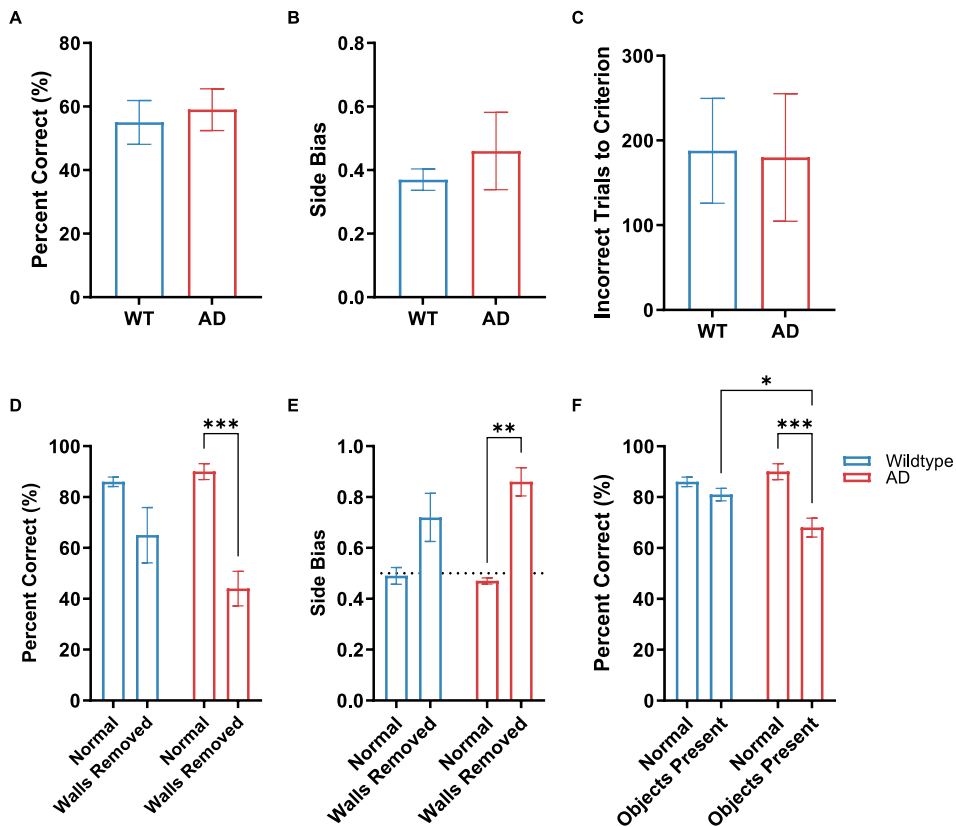 A
Percent Correct (%)
80
60
40
20
0
WT
AD
B
Side Bias
0.8
0.6
0.4
0.2
0.0
WT
AD
C
Incorrect Trials to Criterion
300
200
100
0
WT
AD
D
Percent Correct (%)
100
80
60
40
20
0
***
Normal
Walls Removed
Normal
Walls Removed
E
Side Bias
1.0
0.8
0.6
0.4
0.2
0.0
**
Normal
Walls Removed
Normal
Walls Removed
F
Percent Correct (%)
100
80
60
40
20
0
*
***
Normal
Objects Present
Normal
Objects Present
Wildtype
AD